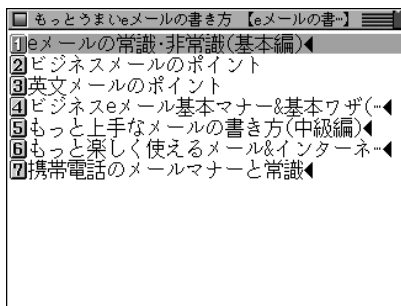 もっとうまいeメールの書き方 【eメールの書…】
1eメールの常識・非常識(基本編)◀
2ビジネスメールのポイント
3英文メールのポイント
4ビジネスeメール基本マナー&基本ワザ(…◀
5もっと上手なメールの書き方(中級編)◀
6もっと楽しく使えるメール&インターネ…◀
7携帯電話のメールマナーと常識◀